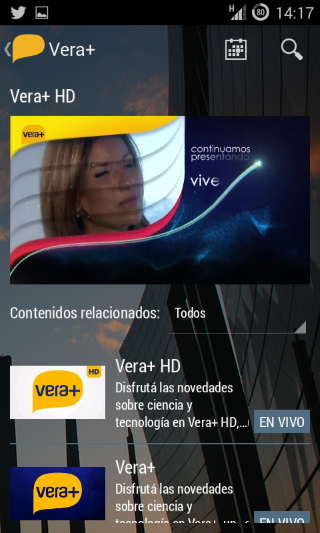 H 80 14:17
Vera+
Vera+ HD
vera+
continuamos
presentando
vive
Contenidos relacionados: Todos
vera+ HD
Vera+ HD
Disfrutá las novedades
sobre ciencia y
tecnología en Vera+ HD,...
EN VIVO
vera+
Vera+
Disfrutá las novedades
sobre ciencia y
tecnología en Vera+, un
EN VIVO